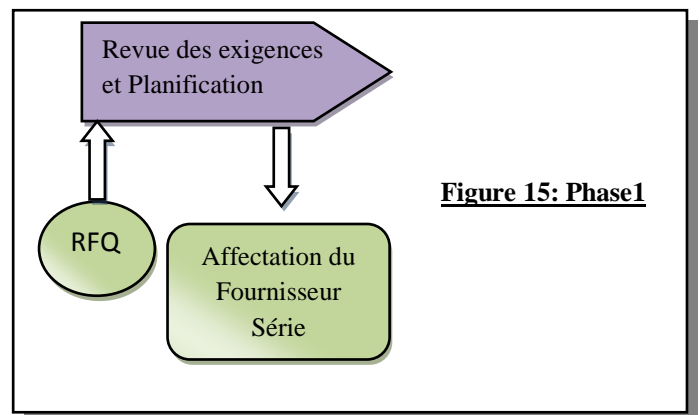 Revue des exigences
et Planification
Figure 15: Phase1
RFQ
Affectation du
Fournisseur
Série